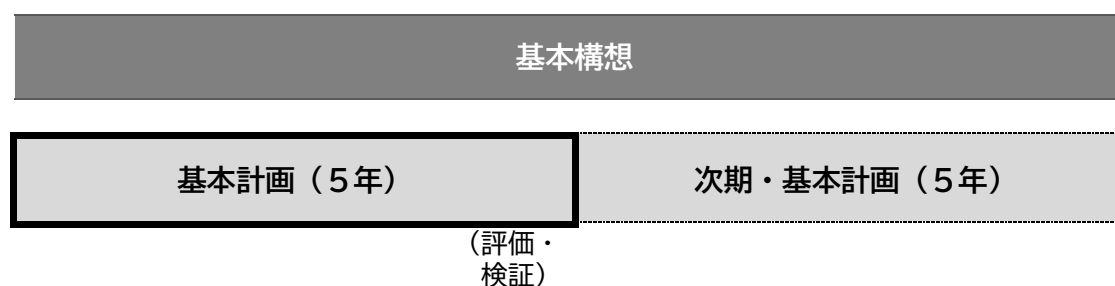 基本構想
基本計画（５年）
次期・基本計画（５年）
（評価・
検証）